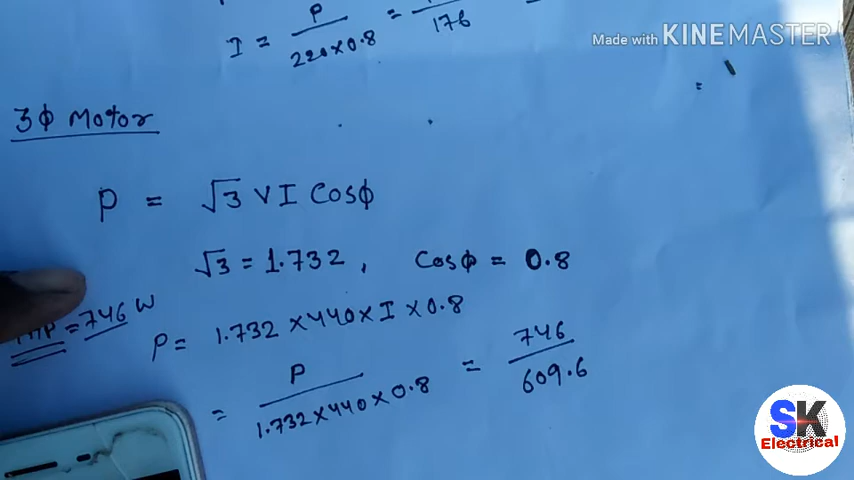 I = P / 220×0.8 = / 176
Made with KINEMASTER
=
3Φ Motor
P = √3 V I Cosϕ
√3 = 1.732, Cosϕ = 0.8
= 746 W
P = 1.732 × 440 × I × 0.8
= P / 1.732×440×0.8 = 746 / 609.6
SK
Electrical